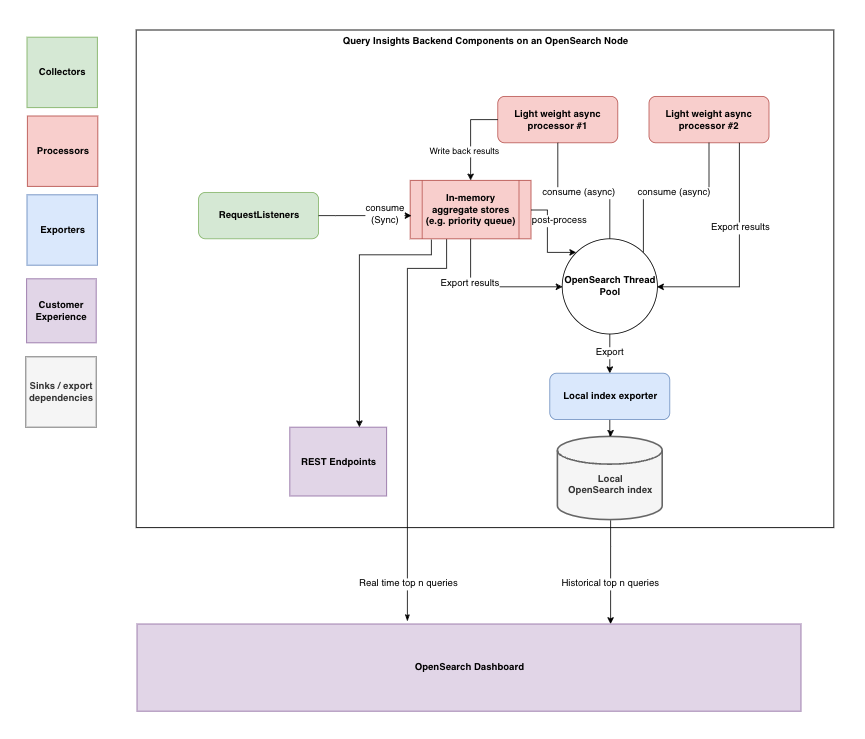 Query Insights Backend Components on an OpenSearch Node
Collectors
Processors
Exporters
Customer
Experience
Sinks / export
dependencies
Light weight async
processor #1
Light weight async
processor #2
Write back results
consume (async)
consume (async)
RequestListeners
consume
(Sync)
In-memory
aggregate stores
(e.g. priority queue)
post-process
Export results
Export results
OpenSearch Thread
Pool
Export
Local index exporter
REST Endpoints
Local
OpenSearch index
Real time top n queries
Historical top n queries
OpenSearch Dashboard